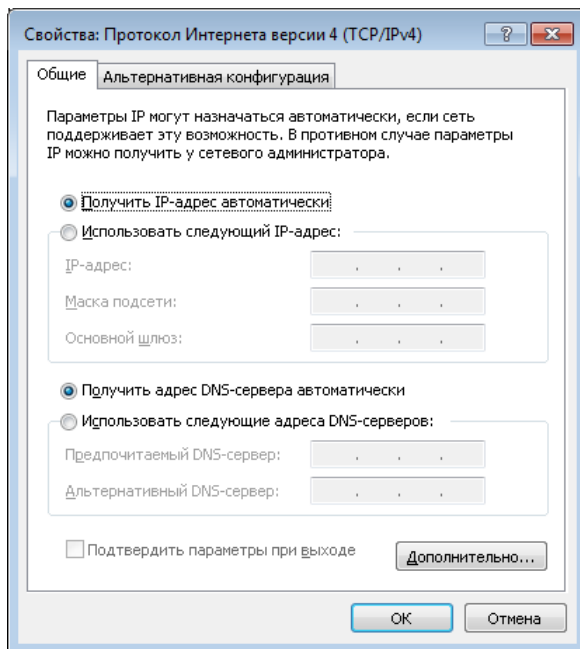 Свойства: Протокол Интернета версии 4 (TCP/IPv4)
Общие
Альтернативная конфигурация
Параметры IP могут назначаться автоматически, если сеть
поддерживает эту возможность. В противном случае параметры
IP можно получить у сетевого администратора.
Получить IP-адрес автоматически
Использовать следующий IP-адрес:
IP-адрес:
Маска подсети:
Основной шлюз:
Получить адрес DNS-сервера автоматически
Использовать следующие адреса DNS-серверов:
Предпочитаемый DNS-сервер:
Альтернативный DNS-сервер:
Подтвердить параметры при выходе
Дополнительно...
ОК
Отмена